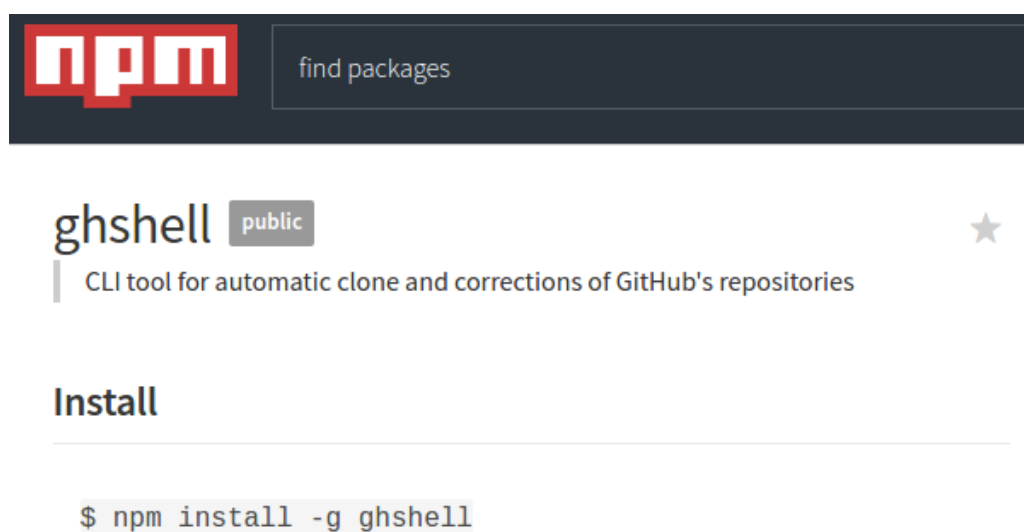 npm
find packages
ghshell public
CLI tool for automatic clone and corrections of GitHub's repositories
Install
$ npm install -g ghshell